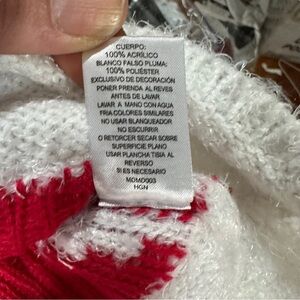 CUERPO:
100% ACRÍLICO
BLANCO FALSO PLUMA:
100% POLIÉSTER
EXCLUSIVO DE DECORACIÓN
PONER PRENDA AL REVES
ANTES DE LAVAR
LAVAR A MANO CON AGUA
FRIA COLORES SIMILARES
NO USAR BLANQUEADOR
NO ESCURRIR
O RETORCER SECAR SOBRE
SUPERFICIE PLANO
USAR PLANCHA TIBIA AL
REVERSO
SI ES NECESARIO
MOMD003
HGN